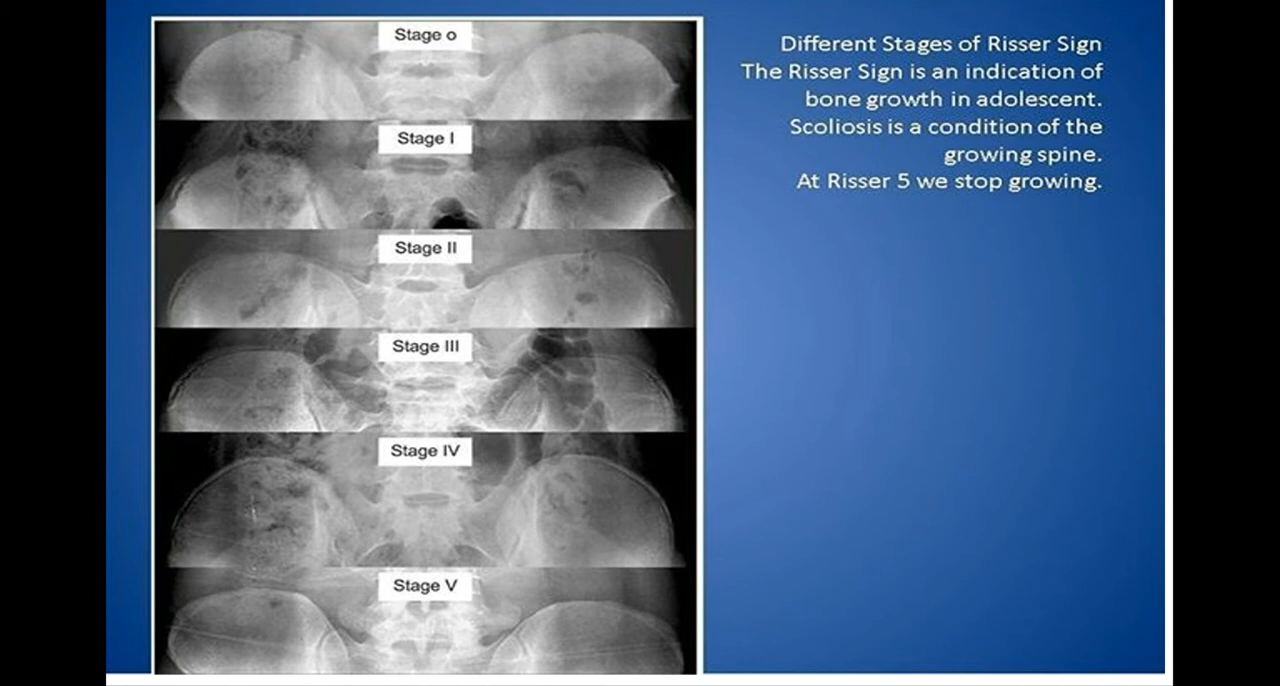 Stage o
Stage I
Stage II
Stage III
Stage IV
Stage V
Different Stages of Risser Sign
The Risser Sign is an indication of
bone growth in adolescent.
Scoliosis is a condition of the
growing spine.
At Risser 5 we stop growing.